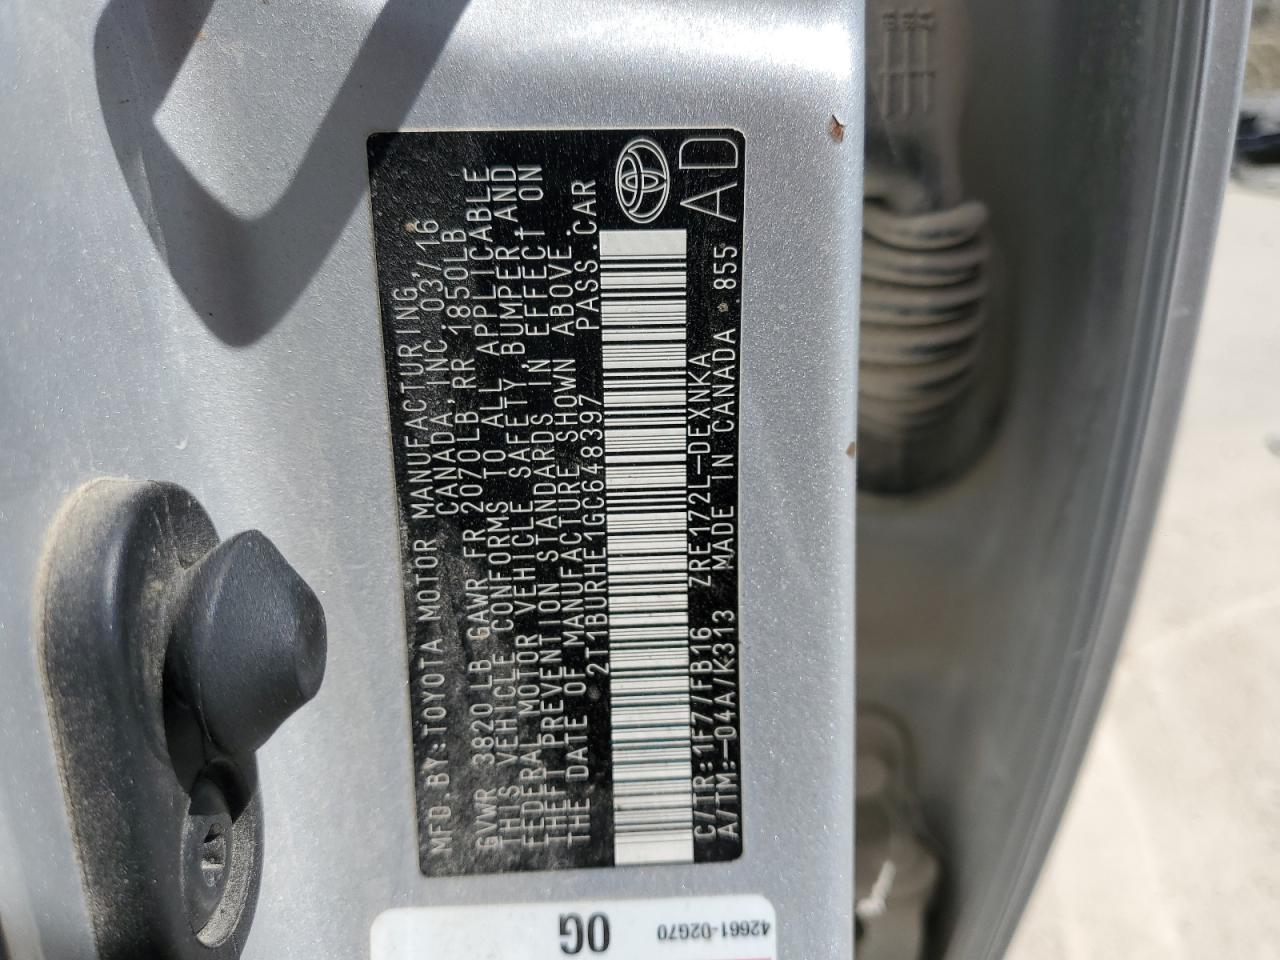 MFD.BY:TOYOTA MOTOR MANUFACTURING,
CANADA, INC. 03/16
GVWR 3820LB GAWR FR 2070LB RR 1850LB
THIS VEHICLE CONFORMS TO ALL APPLICABLE
FEDERAL MOTOR VEHICLE SAFETY,BUMPER,AND
THEFT PREVENTION STANDARDS IN EFFECT ON
THE DATE OF MANUFACTURE SHOWN ABOVE.
2T1BURHE1GC648397 PASS.CAR
C/TR:1F7/FB16 ZRE172L-DEXNKA
A/TM:-04A/K313 MADE IN CANADA 855
AD
0G
42661-02G70